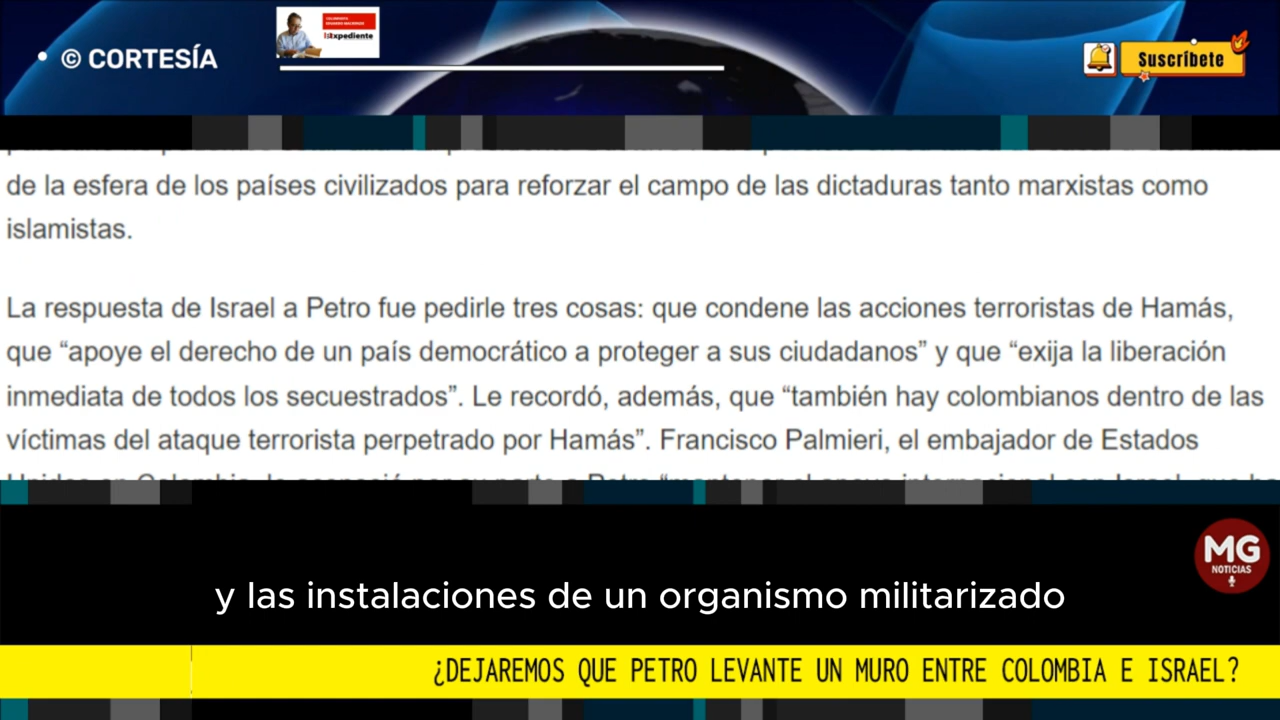 © CORTESÍA
Expediente
Suscríbete
de la esfera de los países civilizados para reforzar el campo de las dictaduras tanto marxistas como
islamistas.
La respuesta de Israel a Petro fue pedirle tres cosas: que condene las acciones terroristas de Hamás,
que “apoye el derecho de un país democrático a proteger a sus ciudadanos” y que “exija la liberación
inmediata de todos los secuestrados”. Le recordó, además, que “también hay colombianos dentro de las
víctimas del ataque terrorista perpetrado por Hamás”. Francisco Palmieri, el embajador de Estados
MG
NOTICIAS
y las instalaciones de un organismo militarizado
¿DEJAREMOS QUE PETRO LEVANTE UN MURO ENTRE COLOMBIA E ISRAEL?